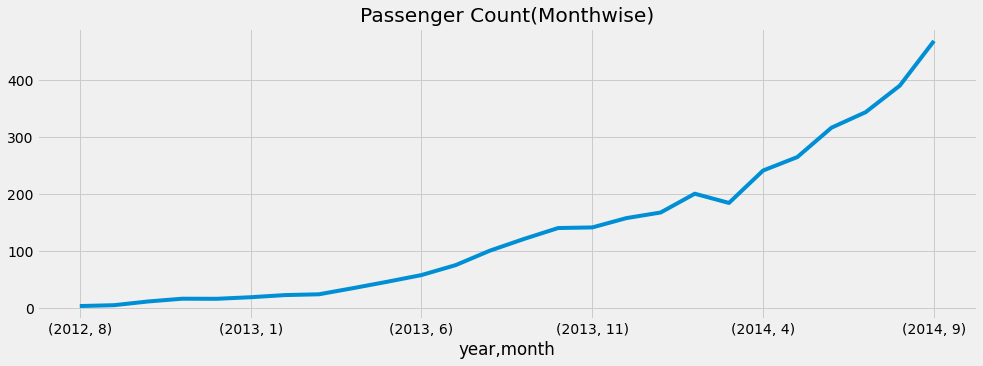 Passenger Count(Monthwise)
400
300
200
100
0
(2012, 8) (2013, 1) (2013, 6) (2013, 11) (2014, 4) (2014, 9)
year,month